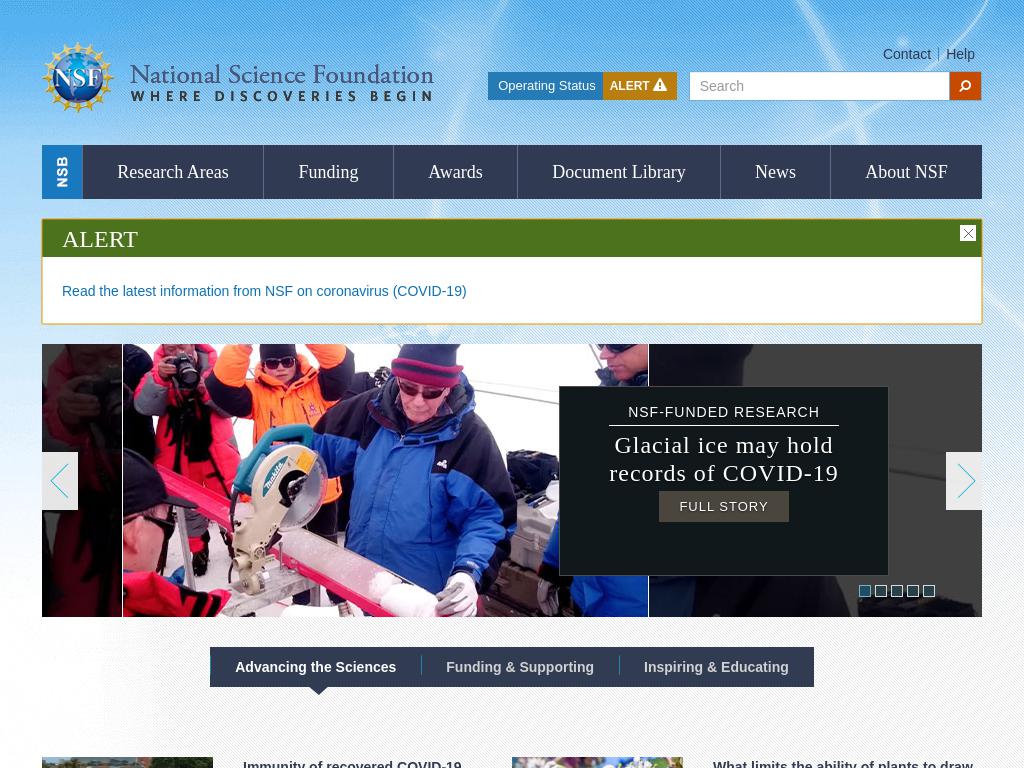 Contact
Help
NSF
National Science Foundation
WHERE DISCOVERIES BEGIN
Operating Status
ALERT
Search
NSB
Research Areas
Funding
Awards
Document Library
News
About NSF
ALERT
Read the latest information from NSF on coronavirus (COVID-19)
Makita
NSF-FUNDED RESEARCH
Glacial ice may hold
records of COVID-19
FULL STORY
Advancing the Sciences
Funding & Supporting
Inspiring & Educating
Immunity of recovered COVID-19
What limits the ability of plants to draw